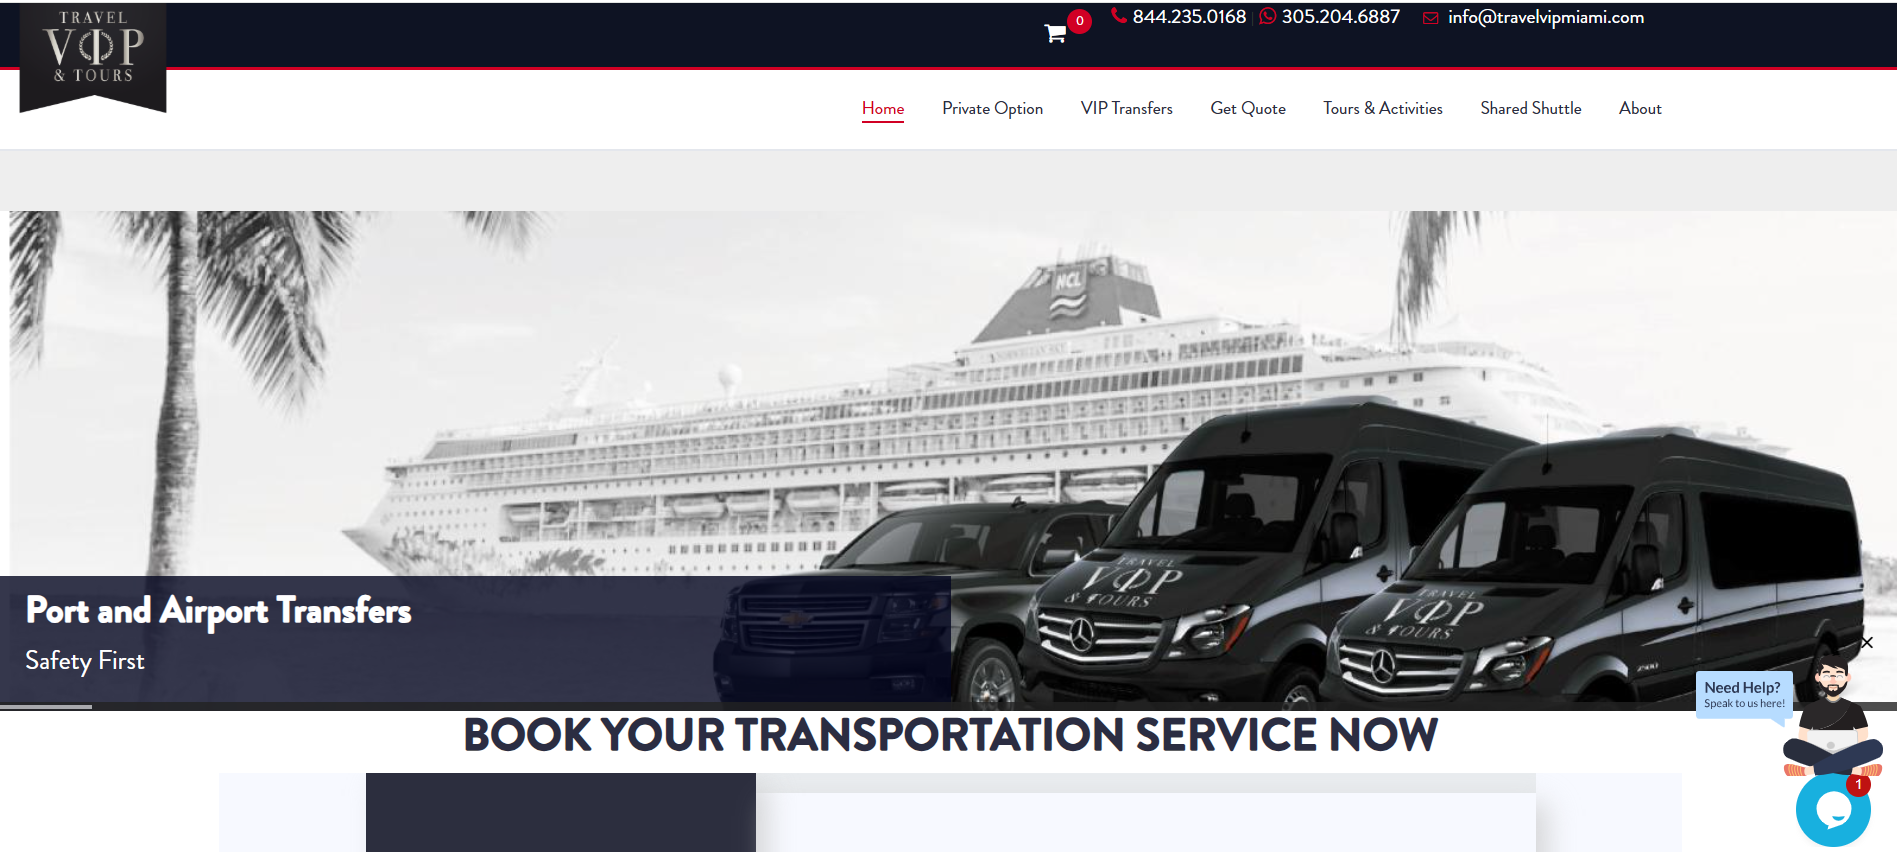 TRAVEL
VIP
& TOURS
0
844.235.0168
305.204.6887
info@travelvipmiami.com
Home
Private Option
VIP Transfers
Get Quote
Tours & Activities
Shared Shuttle
About
NCL
TRAVEL
VIP
& TOURS
TRAVEL
VIP
& TOURS
2500
Port and Airport Transfers
Safety First
Need Help?
Speak to us here!
BOOK YOUR TRANSPORTATION SERVICE NOW
1